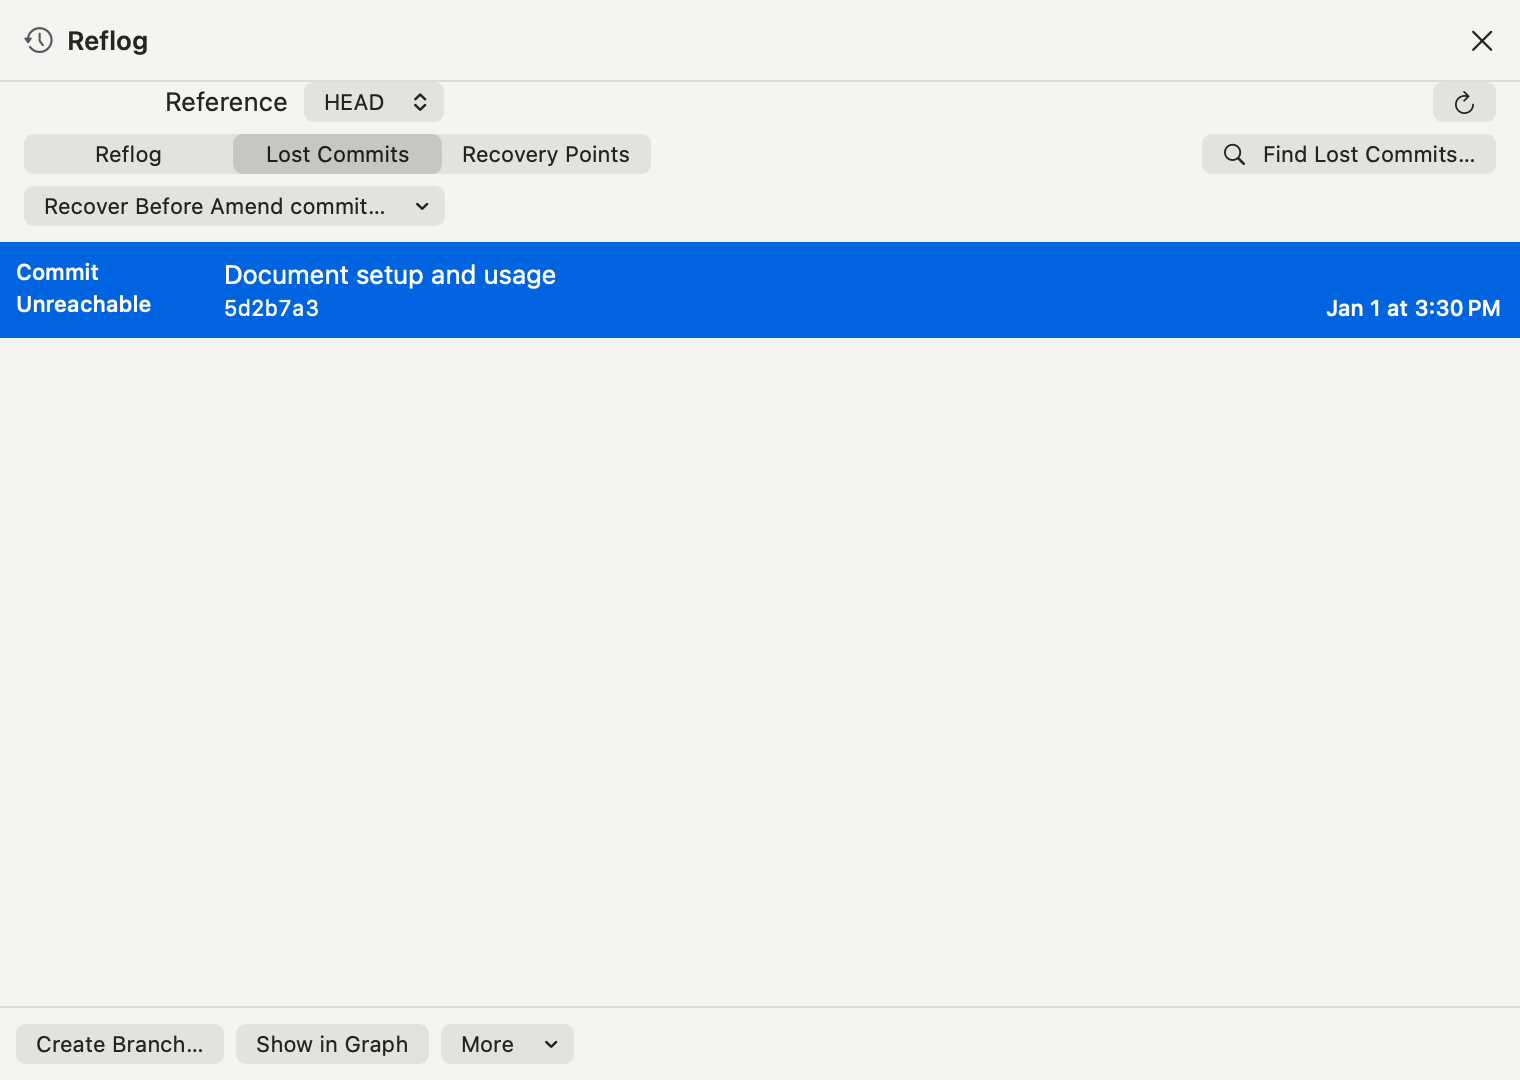 Reflog
Reference HEAD
Reflog Lost Commits Recovery Points Find Lost Commits...
Recover Before Amend commit...
Commit Document setup and usage
Unreachable 5d2b7a3 Jan 1 at 3:30 PM
Create Branch... Show in Graph More